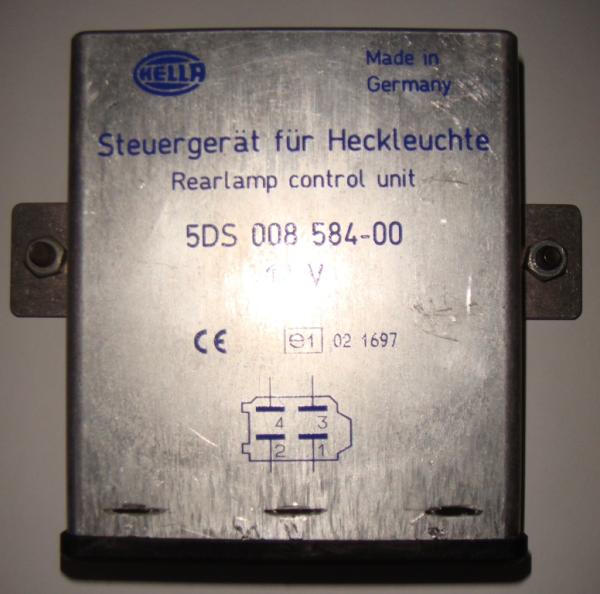 HELLA
Made in
Germany
Steuergerät für Heckleuchte
Rearlamp control unit
5DS 008 584-00
V
CE e1 02 1697
4 3
2 1